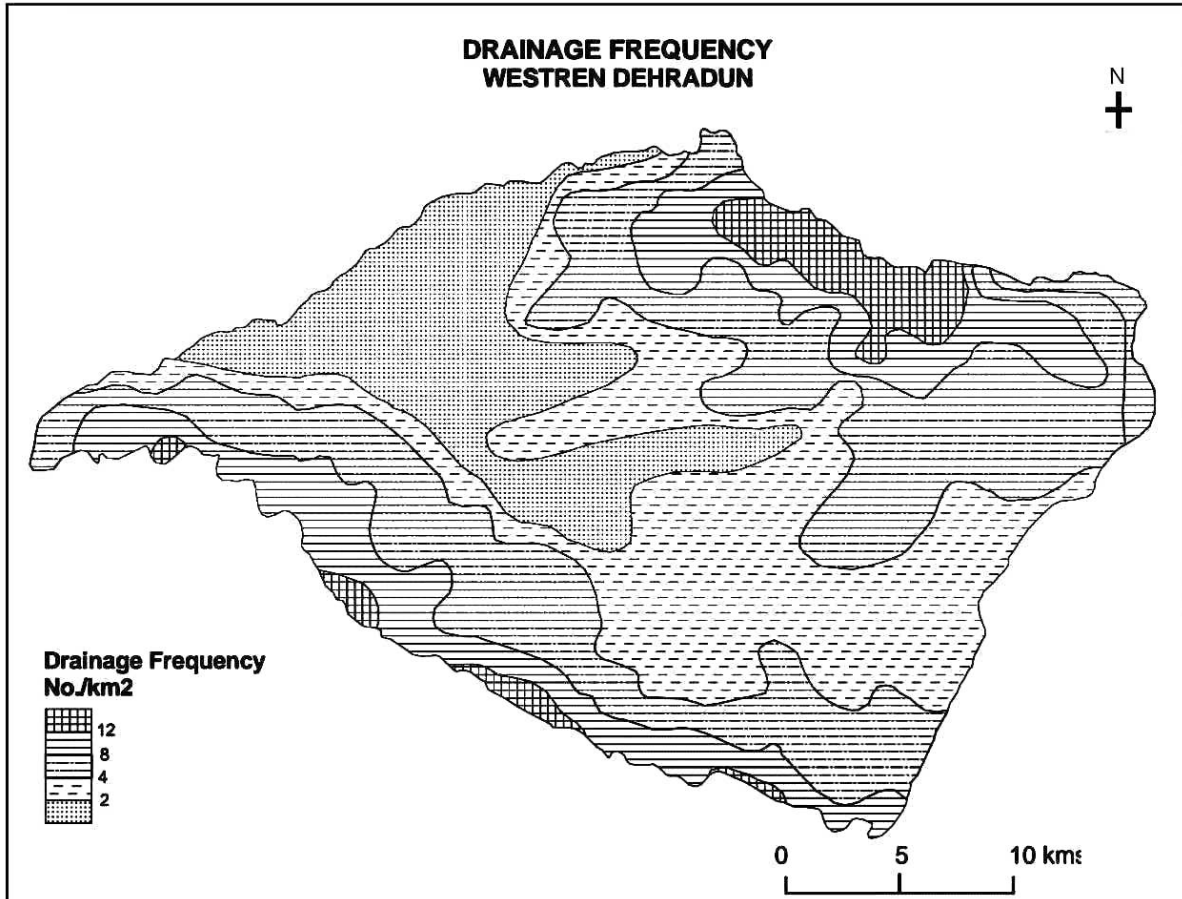 DRAINAGE FREQUENCY
WESTREN DEHRADUN
N
Drainage Frequency
No./km2
12
8
4
2
0 5 10 kms